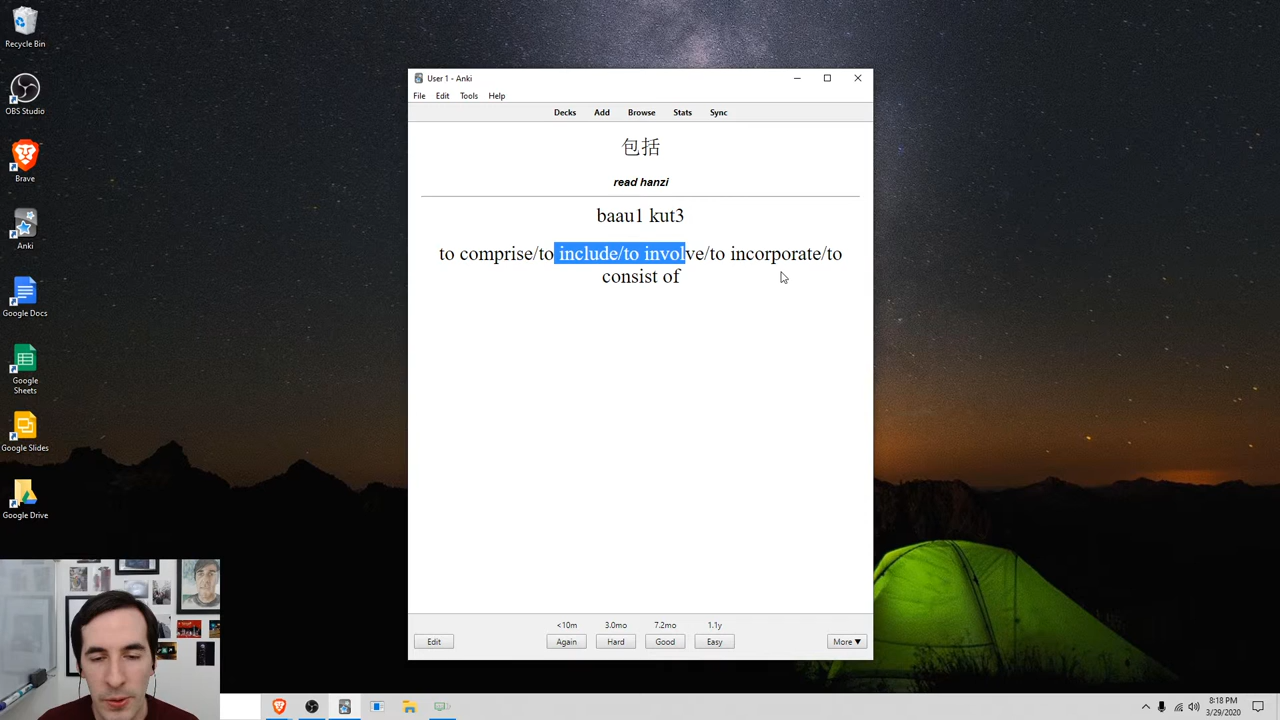 Recycle Bin
OBS Studio
Brave
Anki
Google Docs
Google
Sheets
Google Slides
Google Drive
User 1 - Anki
File Edit Tools Help
Decks Add Browse Stats Sync
包括
read hanzi
baau1 kut3
to comprise/to include/to involve/to incorporate/to
consist of
<10m 3.0mo 7.2mo 1.1y
Edit Again Hard Good Easy More ▼
8:18 PM
3/29/2020